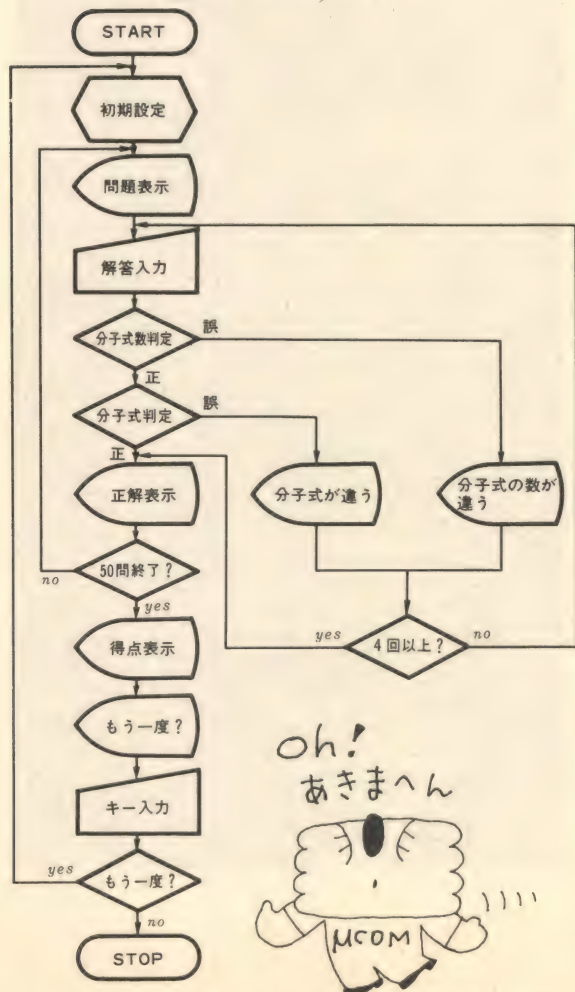 START
初期設定
問題表示
解答入力
分子式数判定
誤
正
分子式判定
誤
正
正解表示
分子式が違う
分子式の数が
違う
50問終了？
no
yes
4回以上？
yes
no
得点表示
もう一度？
キー入力
もう一度？
yes
no
STOP
oh!
あきまへん
μCOM